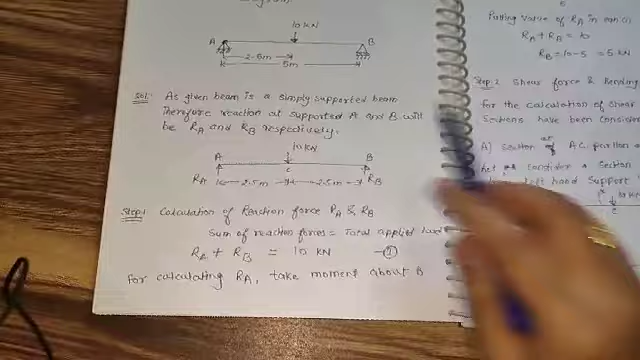 10 kN
A
B
2.5m
5m
Sol:- As given beam is a simply supported beam
Therefore reaction at supported A and B will
be RA and RB respectively.
10 kN
A
B
C
RA
2.5m
2.5m
RB
Step:1 Calculation of Reaction force RA & RB
Sum of reaction forces = Total applied load
RA + RB = 10 KN —①
For calculating RA, take moment about B
Putting value of RA in
RA + RB = 10
RB = 10-5 = 5 kN
Step:2 Shear force & Bending
for the calculation of shear
Sections have been considered
A] Section of AC portion
consider a section
left hand support
10 k
C